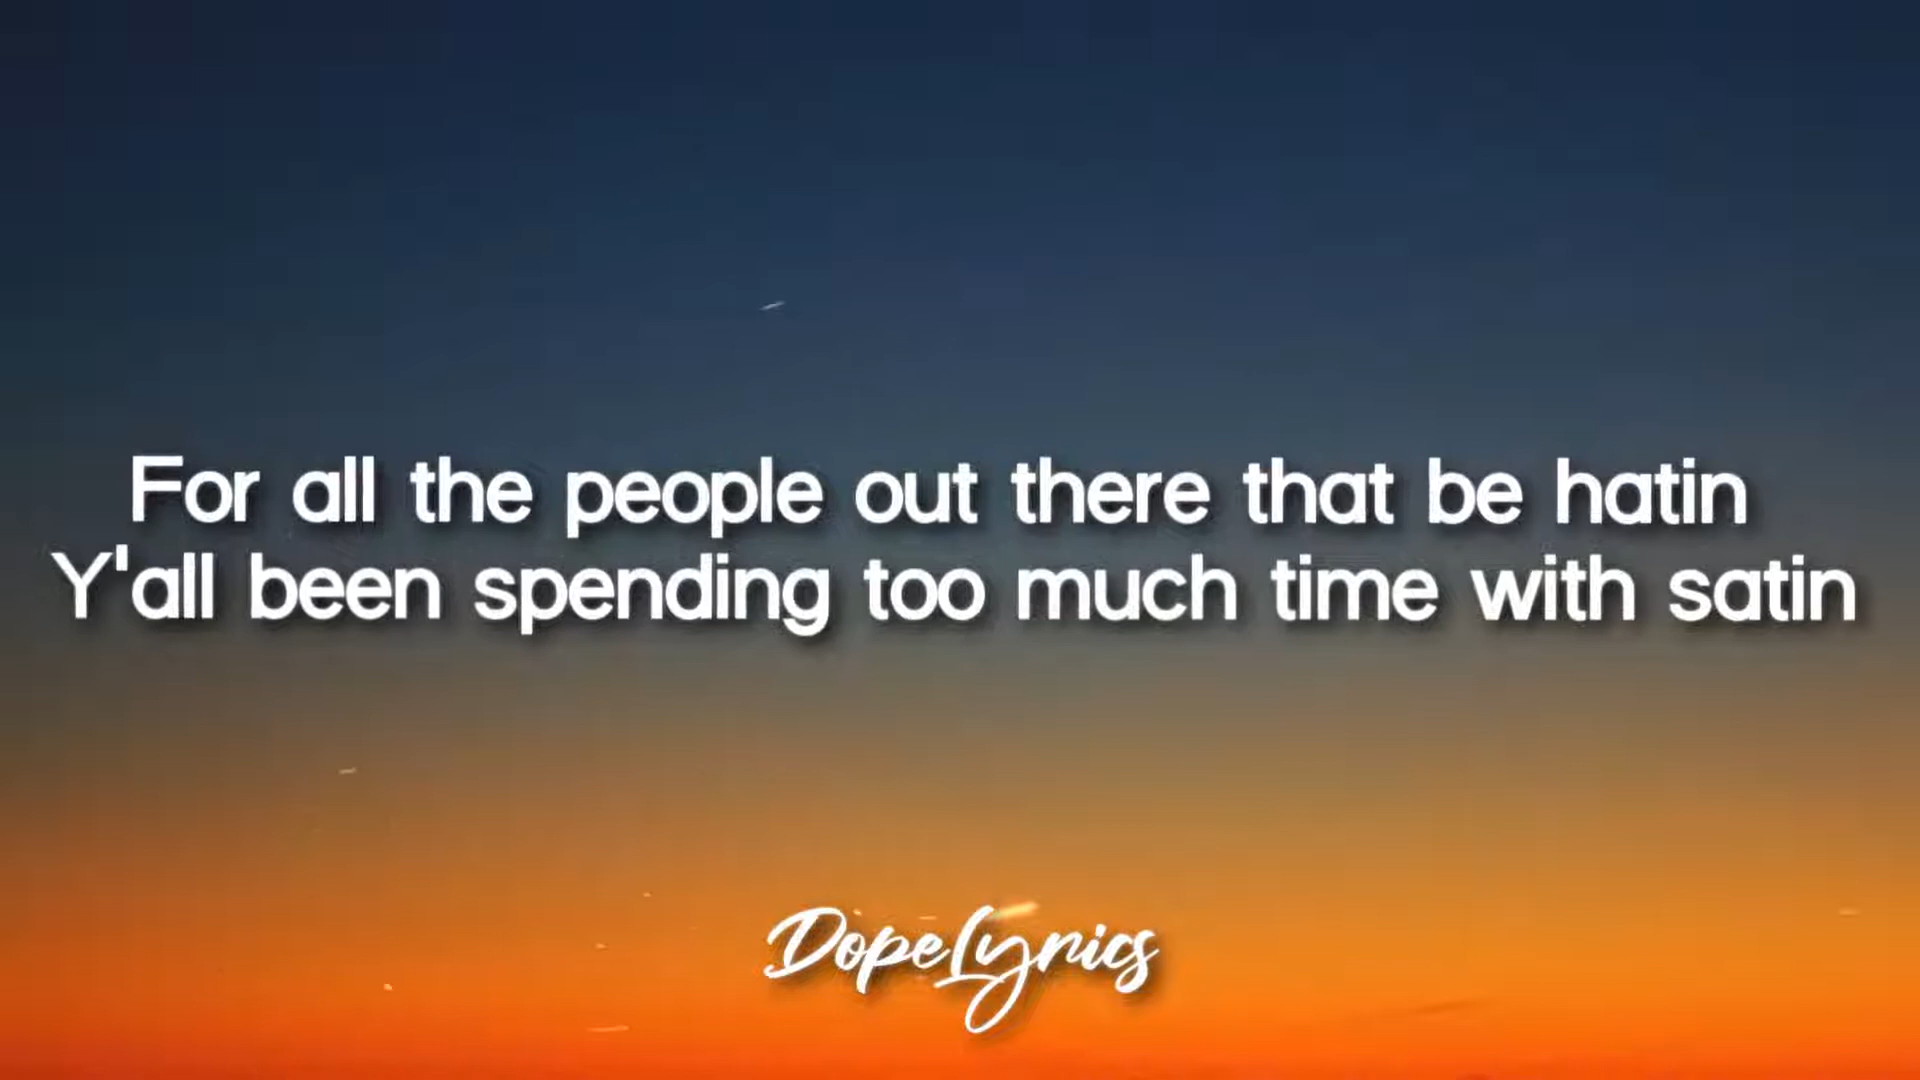 For all the people out there that be hatin
Y'all been spending too much time with satin
DopeLyrics